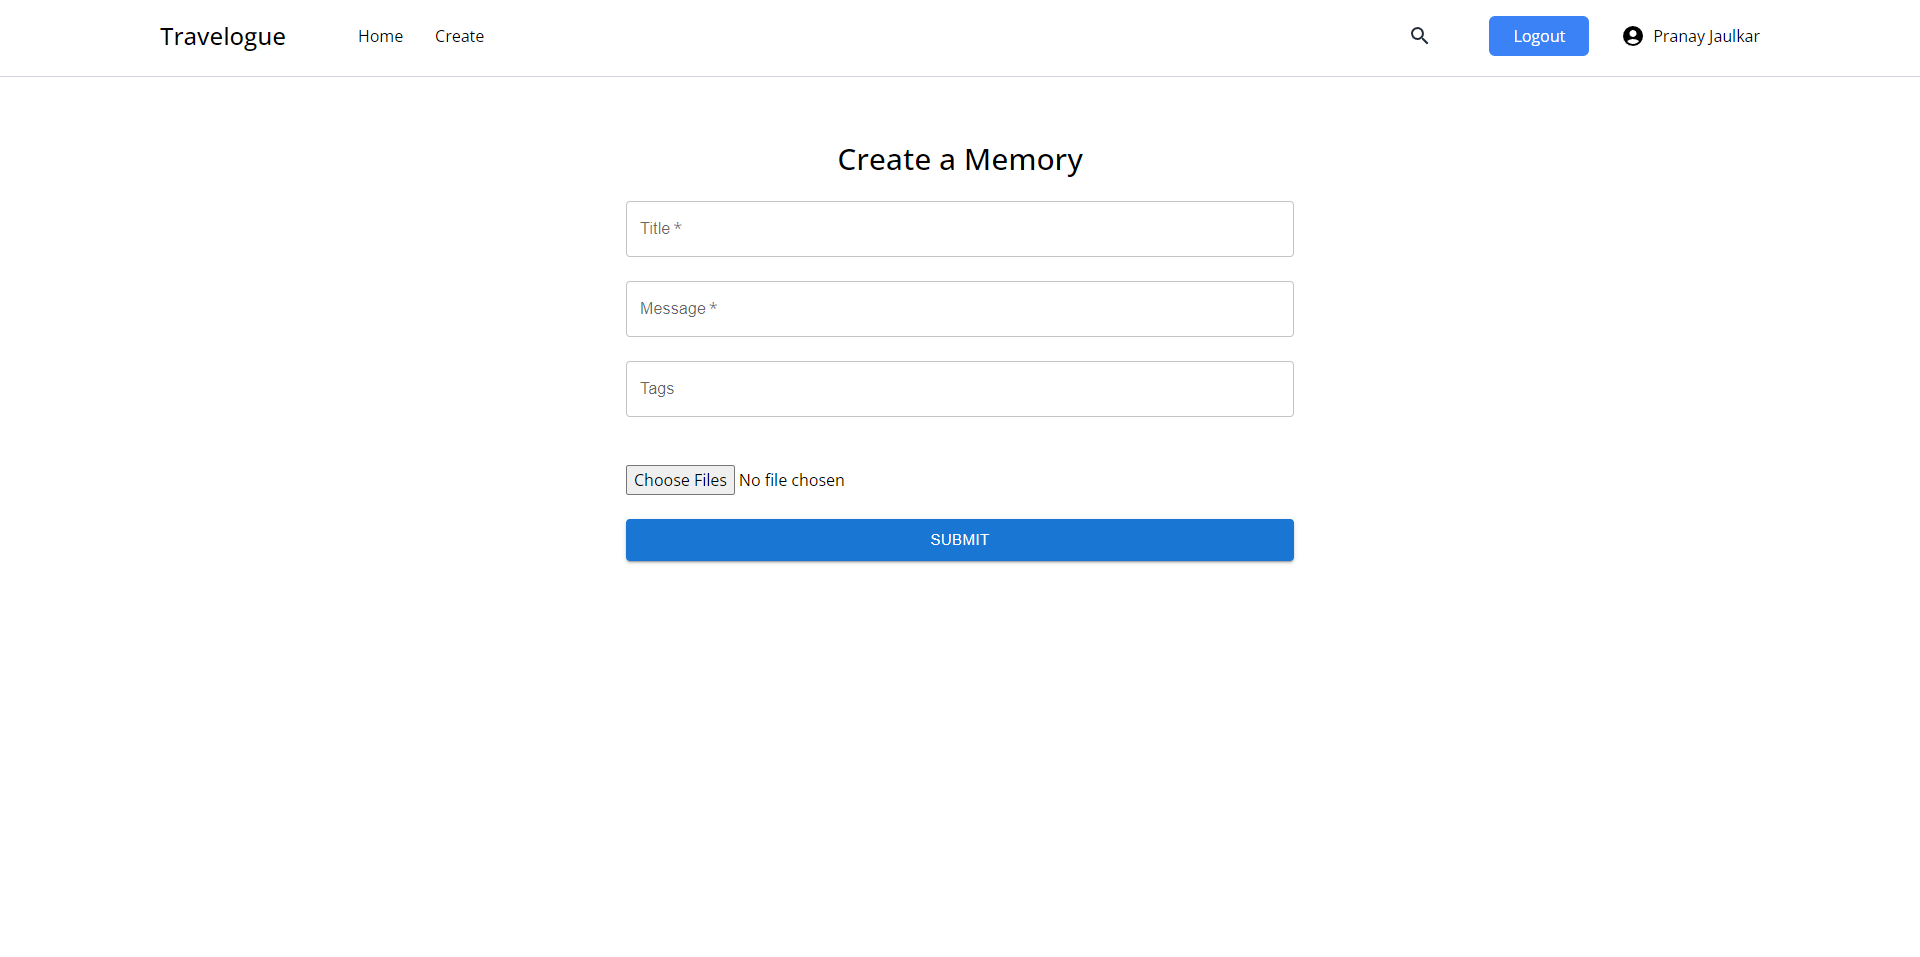 Travelogue Home Create Logout Pranay Jaulkar
Create a Memory
Title *
Message *
Tags
Choose Files No file chosen
SUBMIT